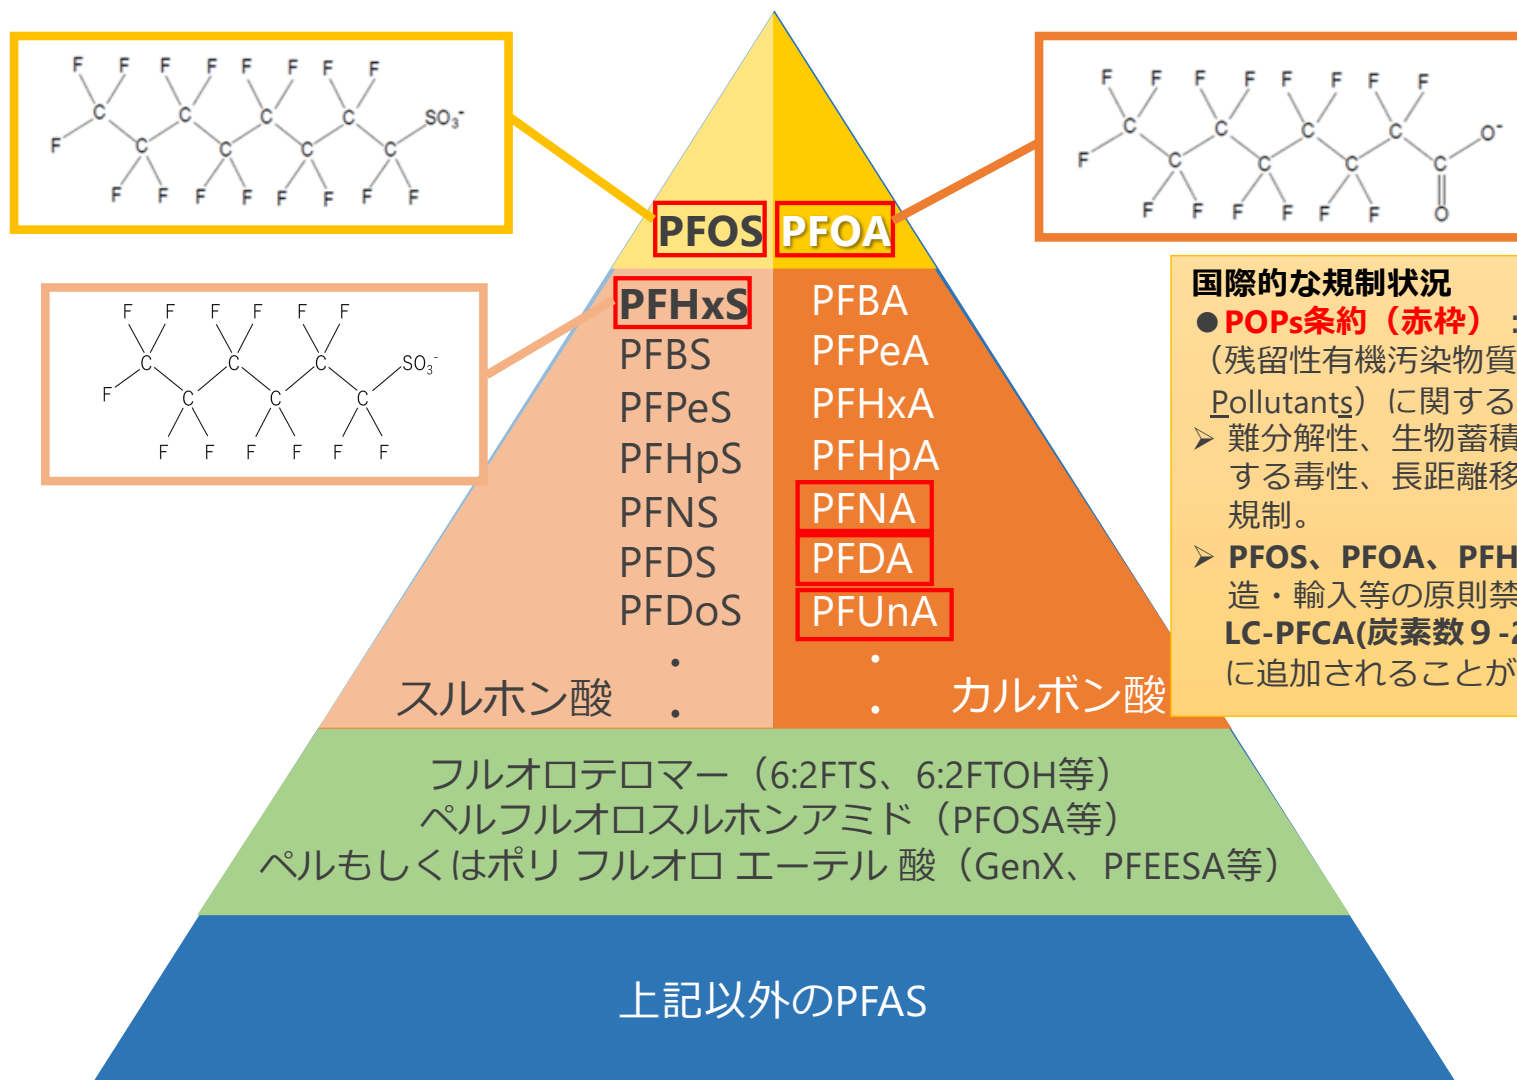 F F F F F F F F
C C C C SO₃⁻
F C C C C
F F F F F F F F
F F F F F F F F
C C C C O⁻
F C C C C
F F F F F F O
PFOS PFOA
F F F F F F
C C C SO₃⁻
F C C C
F F F F F F
PFHxS
PFBS
PFPeS
PFHpS
PFNS
PFDS
PFDoS
・
スルホン酸 ・
PFBA
PFPeA
PFHxA
PFHpA
PFNA
PFDA
PFUnA
・
・ カルボン酸
国際的な規制状況
●POPs条約（赤枠）：
（残留性有機汚染物質
Pollutants）に関する
➢ 難分解性、生物蓄積
する毒性、長距離移
規制。
➢ PFOS、PFOA、PFH
造・輸入等の原則禁
LC-PFCA(炭素数９-2
に追加されることが
フルオロテロマー（6:2FTS、6:2FTOH等）
ペルフルオロスルホンアミド（PFOSA等）
ペルもしくはポリ フルオロ エーテル 酸（GenX、PFEESA等）
上記以外のPFAS